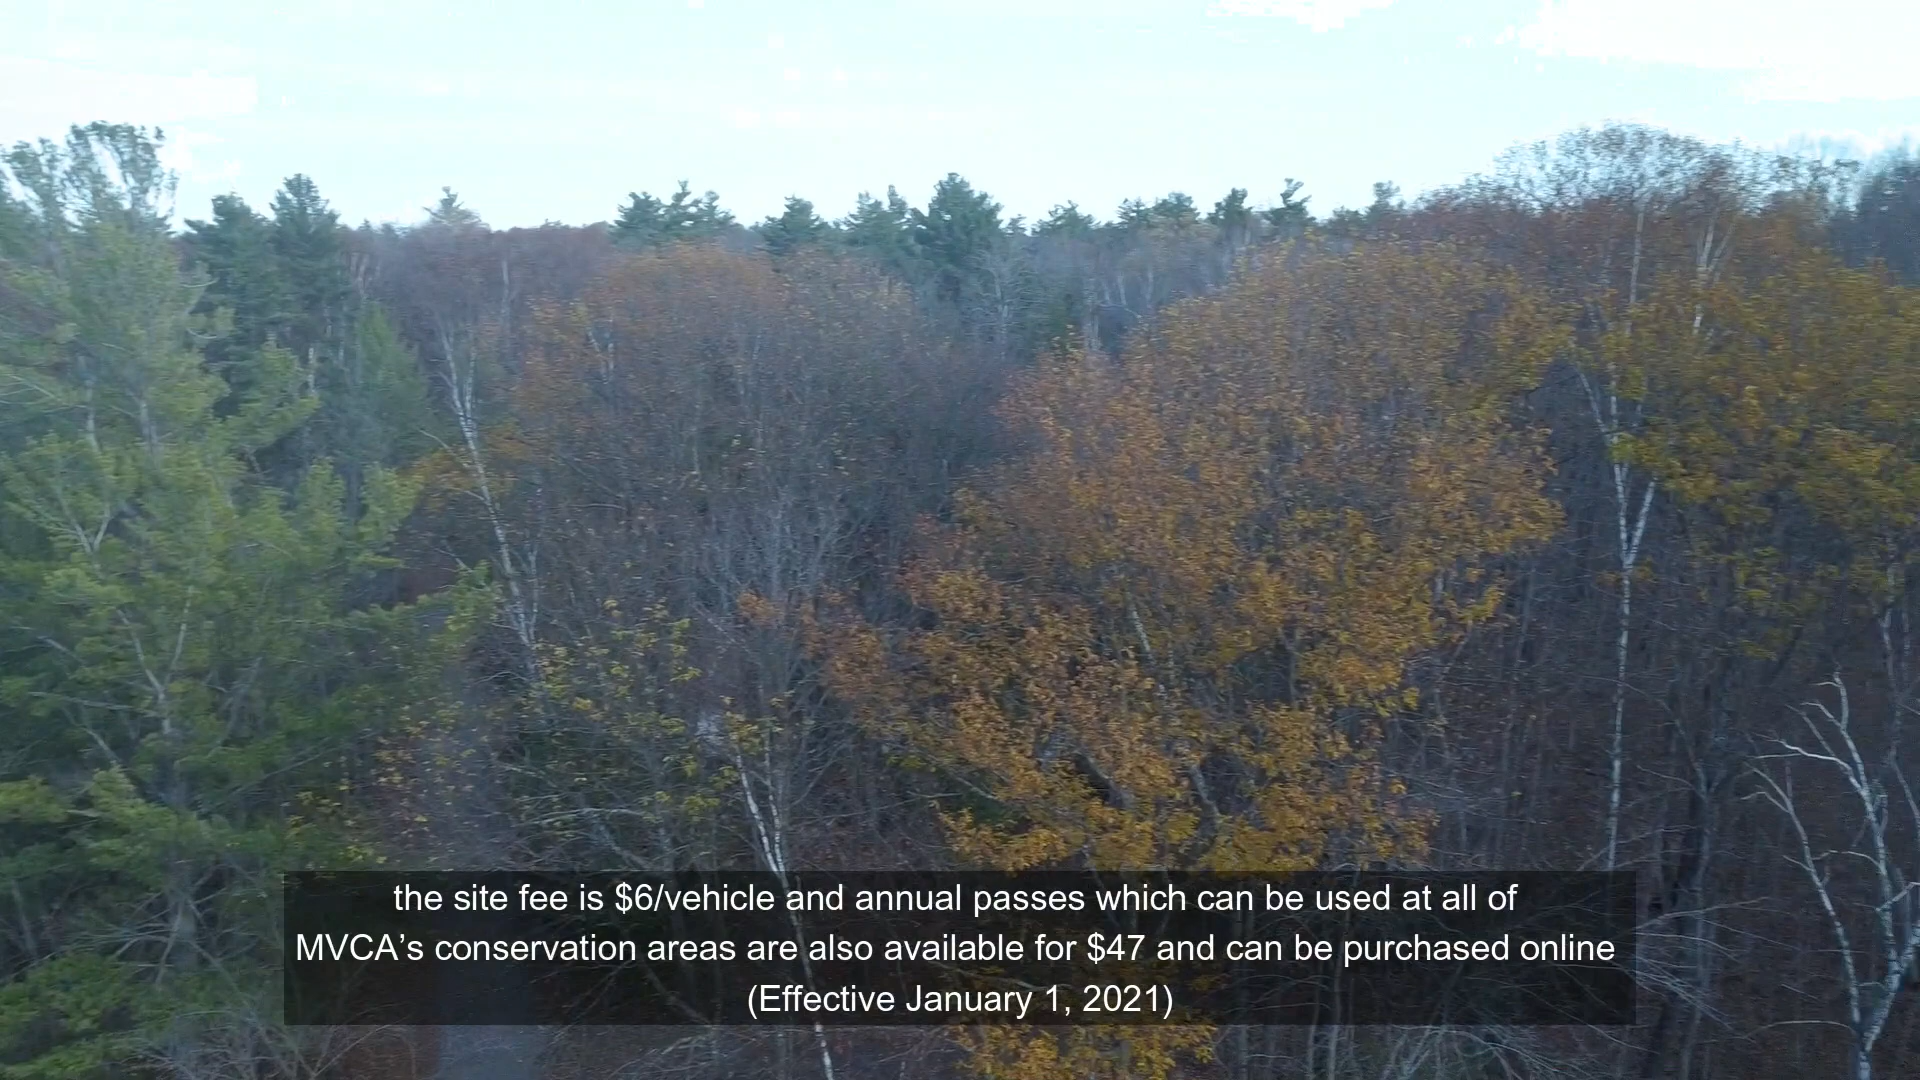 the site fee is $6/vehicle and annual passes which can be used at all of
MVCA’s conservation areas are also available for $47 and can be purchased online
(Effective January 1, 2021)